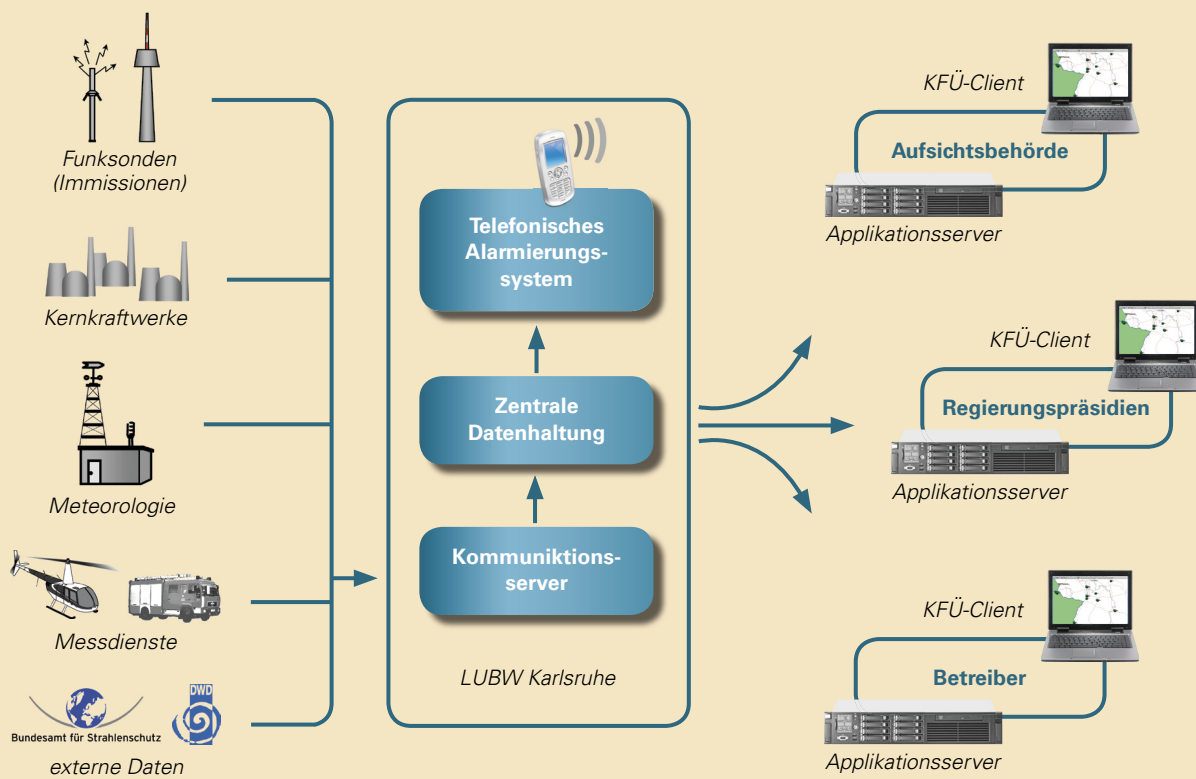 Funksonden
(Immissionen)
Kernkraftwerke
Meteorologie
Messdienste
Bundesamt für Strahlenschutz
DWD
externe Daten
Telefonisches
Alarmierungs-
system
Zentrale
Datenhaltung
Kommuniktions-
server
LUBW Karlsruhe
KFÜ-Client
Aufsichtsbehörde
Applikationsserver
KFÜ-Client
Regierungspräsidien
Applikationsserver
KFÜ-Client
Betreiber
Applikationsserver